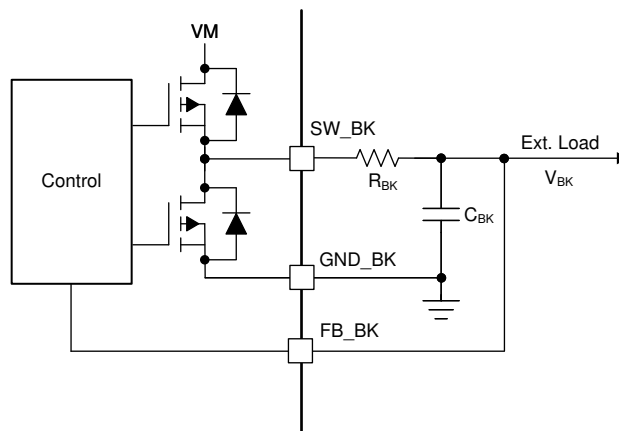 VM
SW_BK
Ext. Load
Control
R_BK
V_BK
C_BK
GND_BK
FB_BK